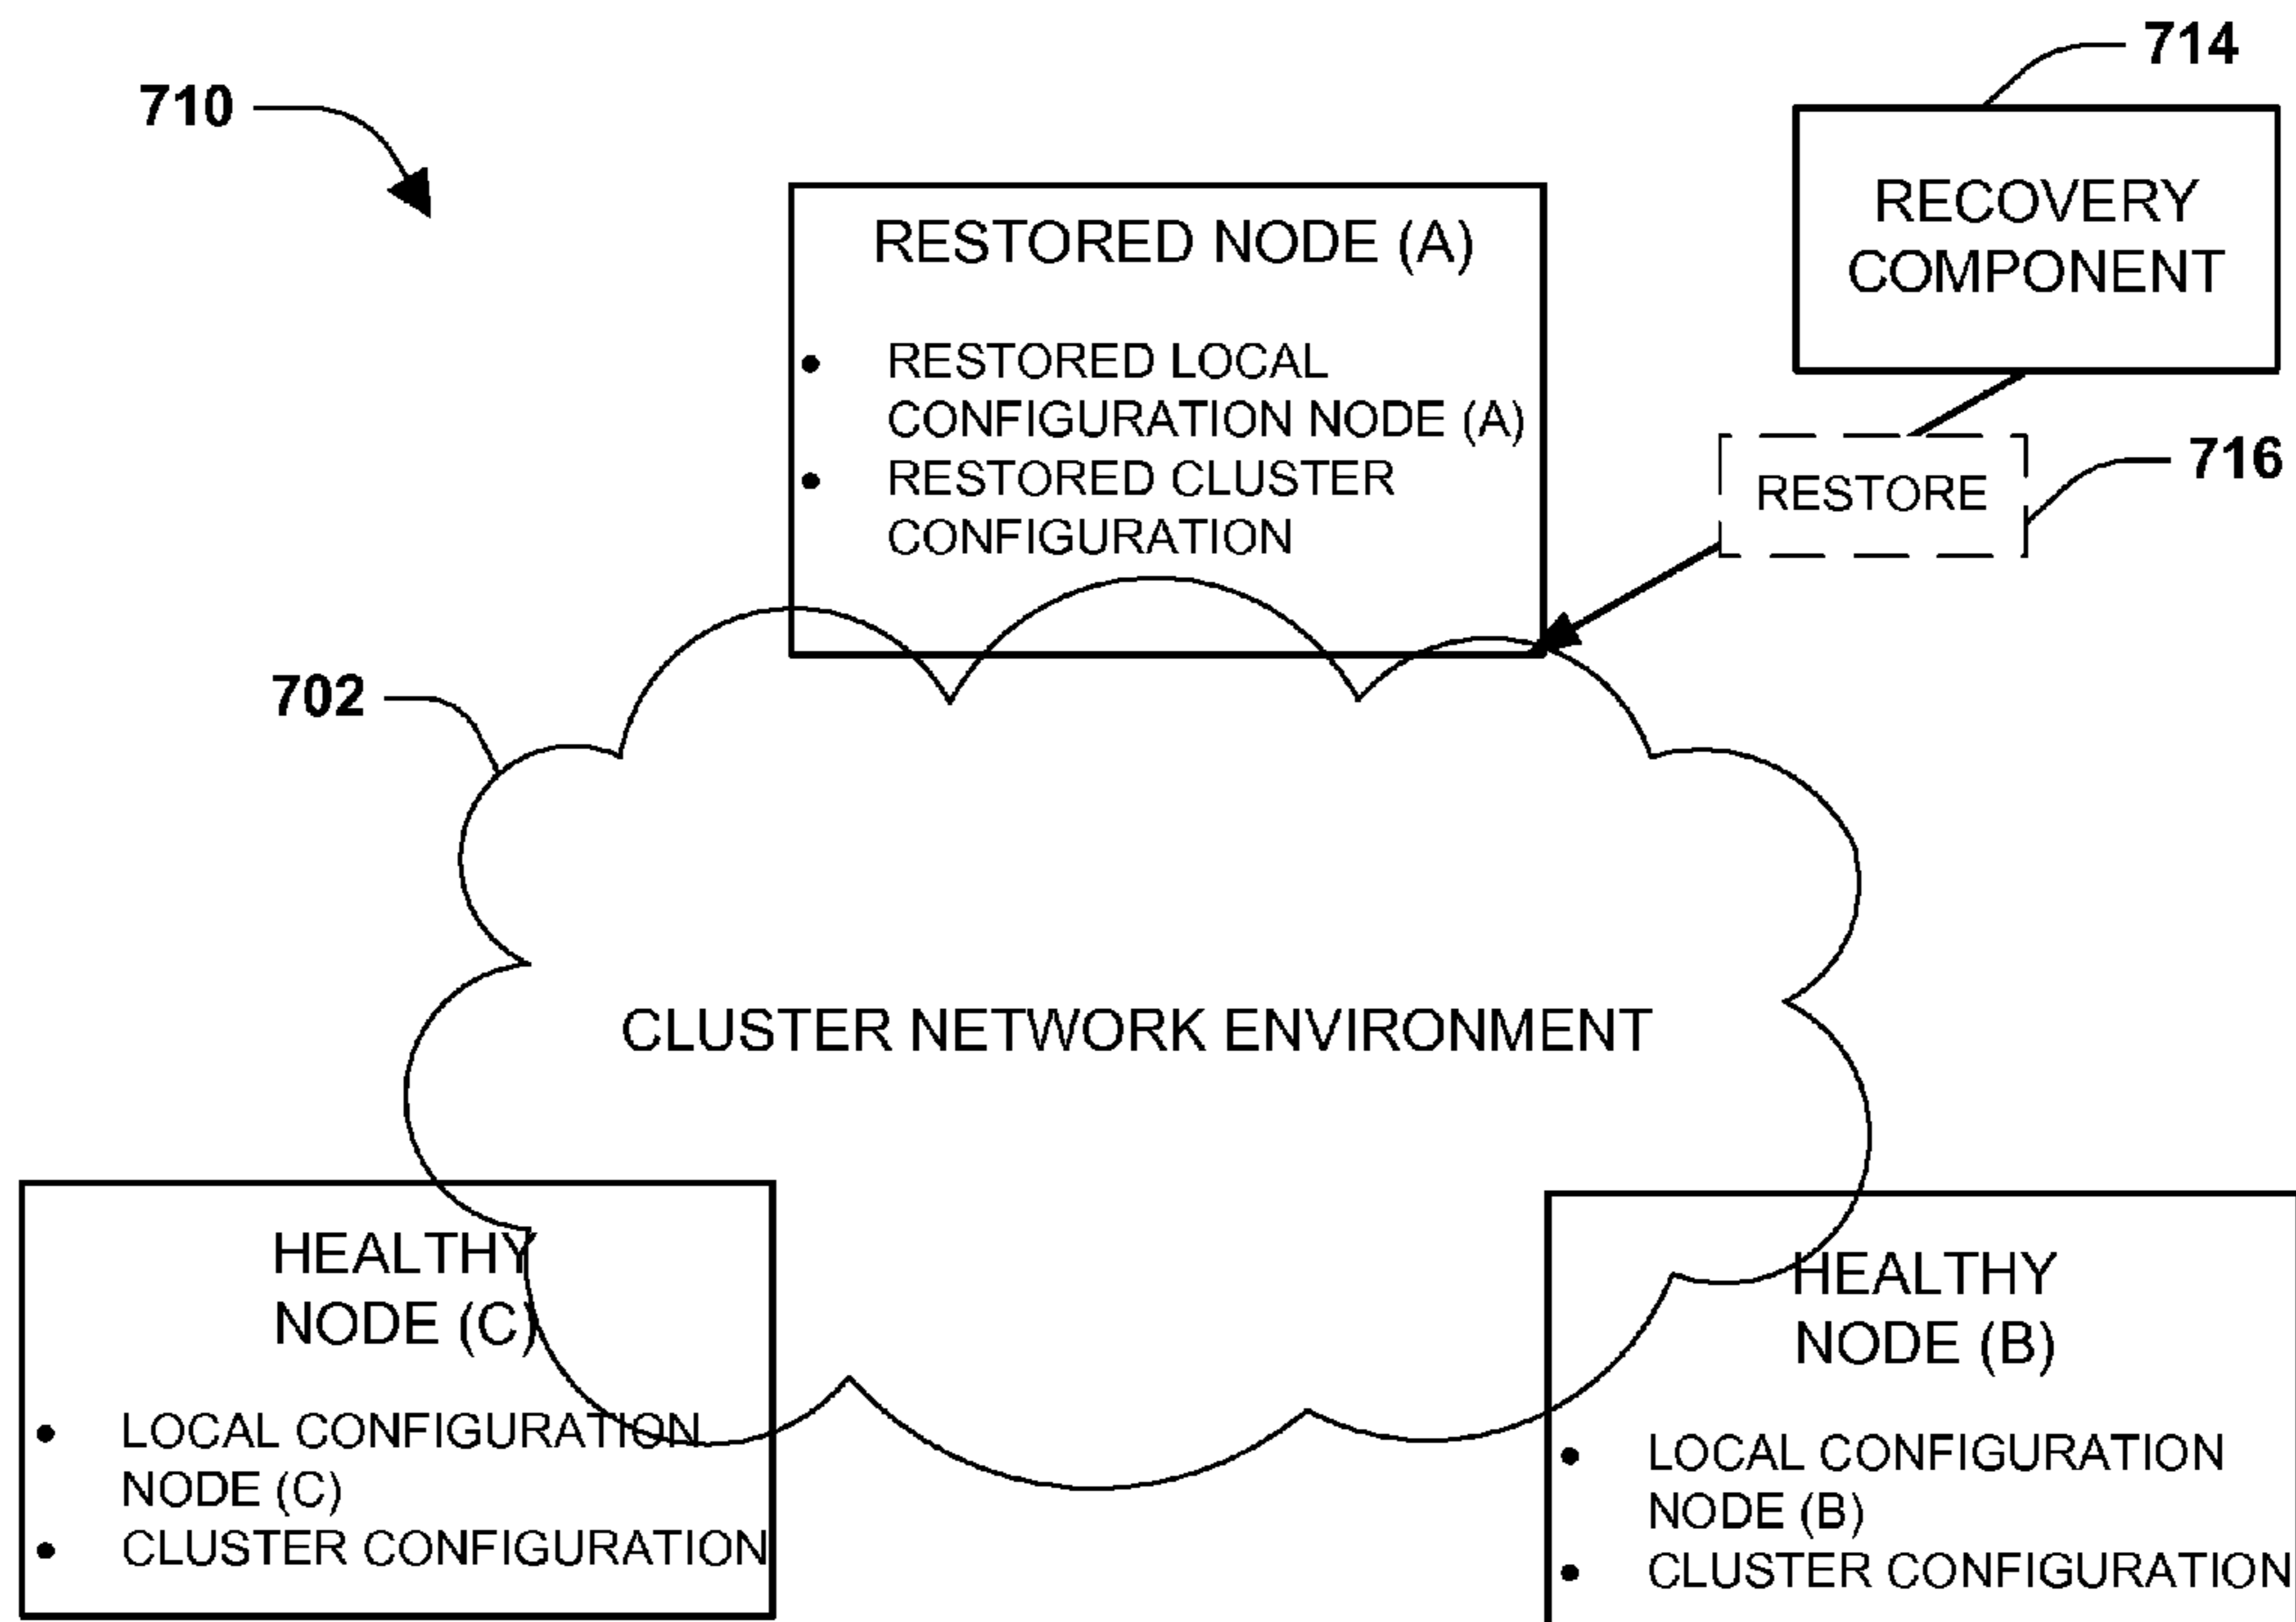 714
710
RECOVERY
COMPONENT
RESTORED NODE (A)
• RESTORED LOCAL
CONFIGURATION NODE (A)
• RESTORED CLUSTER
CONFIGURATION
RESTORE
716
702
CLUSTER NETWORK ENVIRONMENT
HEALTHY
NODE (C)
• LOCAL CONFIGURATION
NODE (C)
• CLUSTER CONFIGURATION
HEALTHY
NODE (B)
• LOCAL CONFIGURATION
NODE (B)
• CLUSTER CONFIGURATION